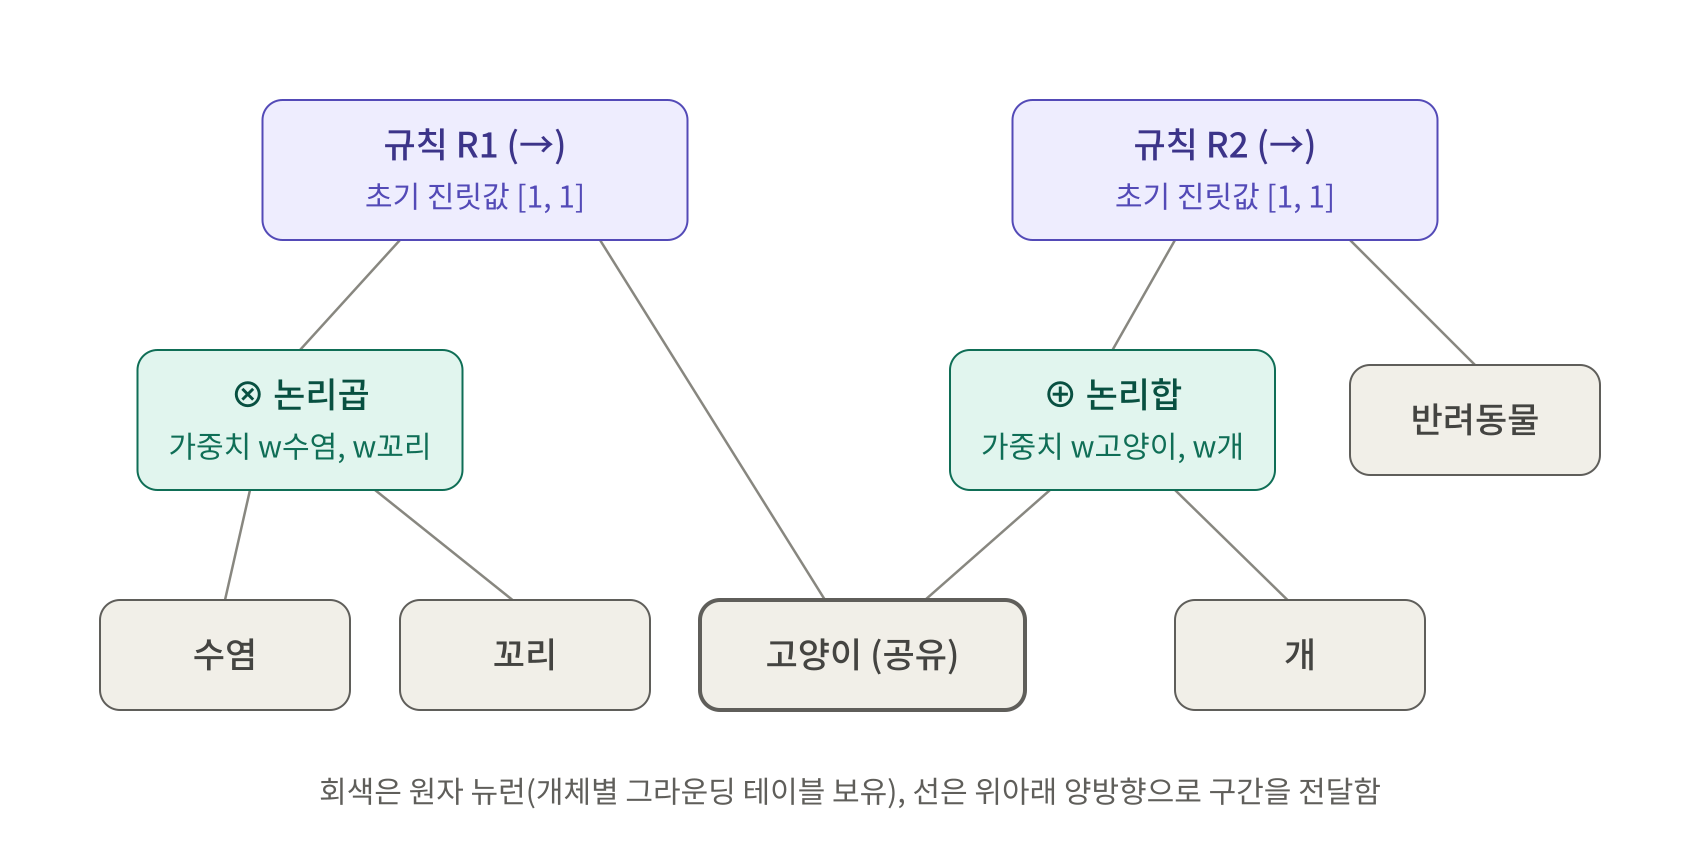 규칙 R1 (→)
초기 진릿값 [1, 1]
규칙 R2 (→)
초기 진릿값 [1, 1]
⊗ 논리곱
가중치 w수염, w꼬리
⊕ 논리합
가중치 w고양이, w개
반려동물
수염
꼬리
고양이 (공유)
개
회색은 원자 뉴런(개체별 그라운딩 테이블 보유), 선은 위아래 양방향으로 구간을 전달함